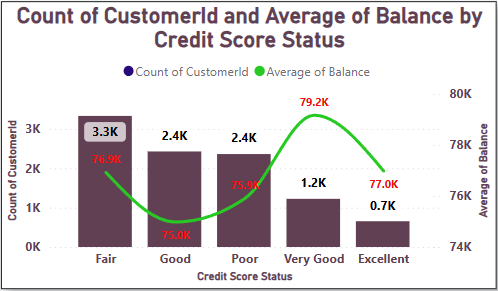 Count of CustomerId and Average of Balance by
Credit Score Status
Count of CustomerId Average of Balance
80K
79.2K
3K 3.3K 2.4K 2.4K
78K
76.9K
2K 75.9K 77.0K
1.2K
76K
0.7K
1K
75.0K
0K 74K
Fair Good Poor Very Good Excellent
Credit Score Status
Count of CustomerId
Average of Balance